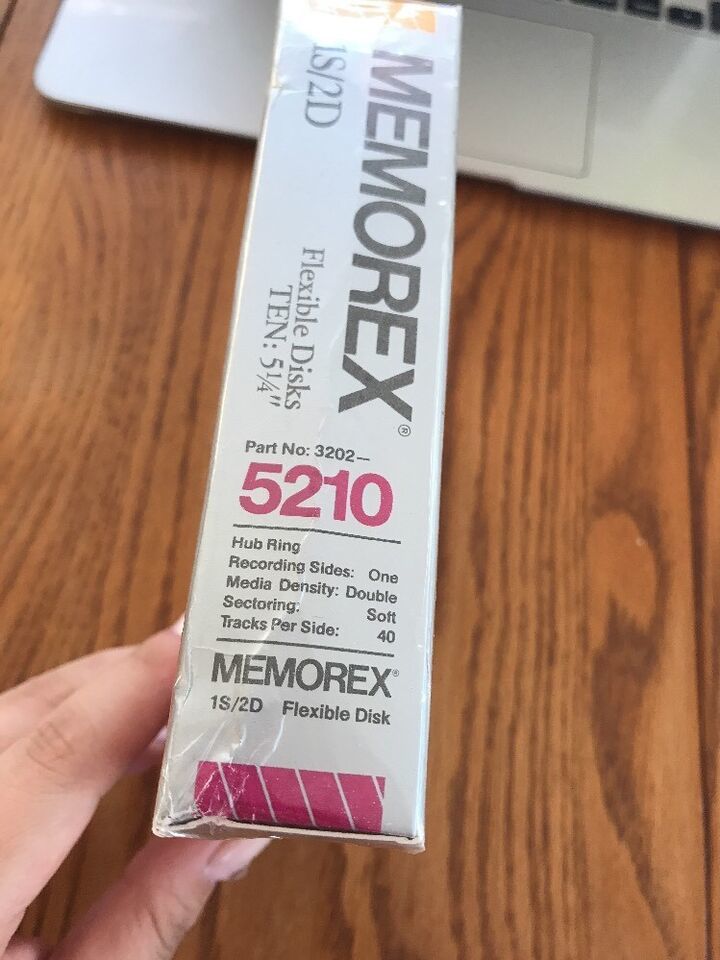 MEMOREX®
1S/2D
Flexible Disks
TEN: 5¼"
Part No: 3202—
5210
Hub Ring
Recording Sides: One
Media Density: Double
Sectoring: Soft
Tracks Per Side: 40
MEMOREX®
1S/2D Flexible Disk